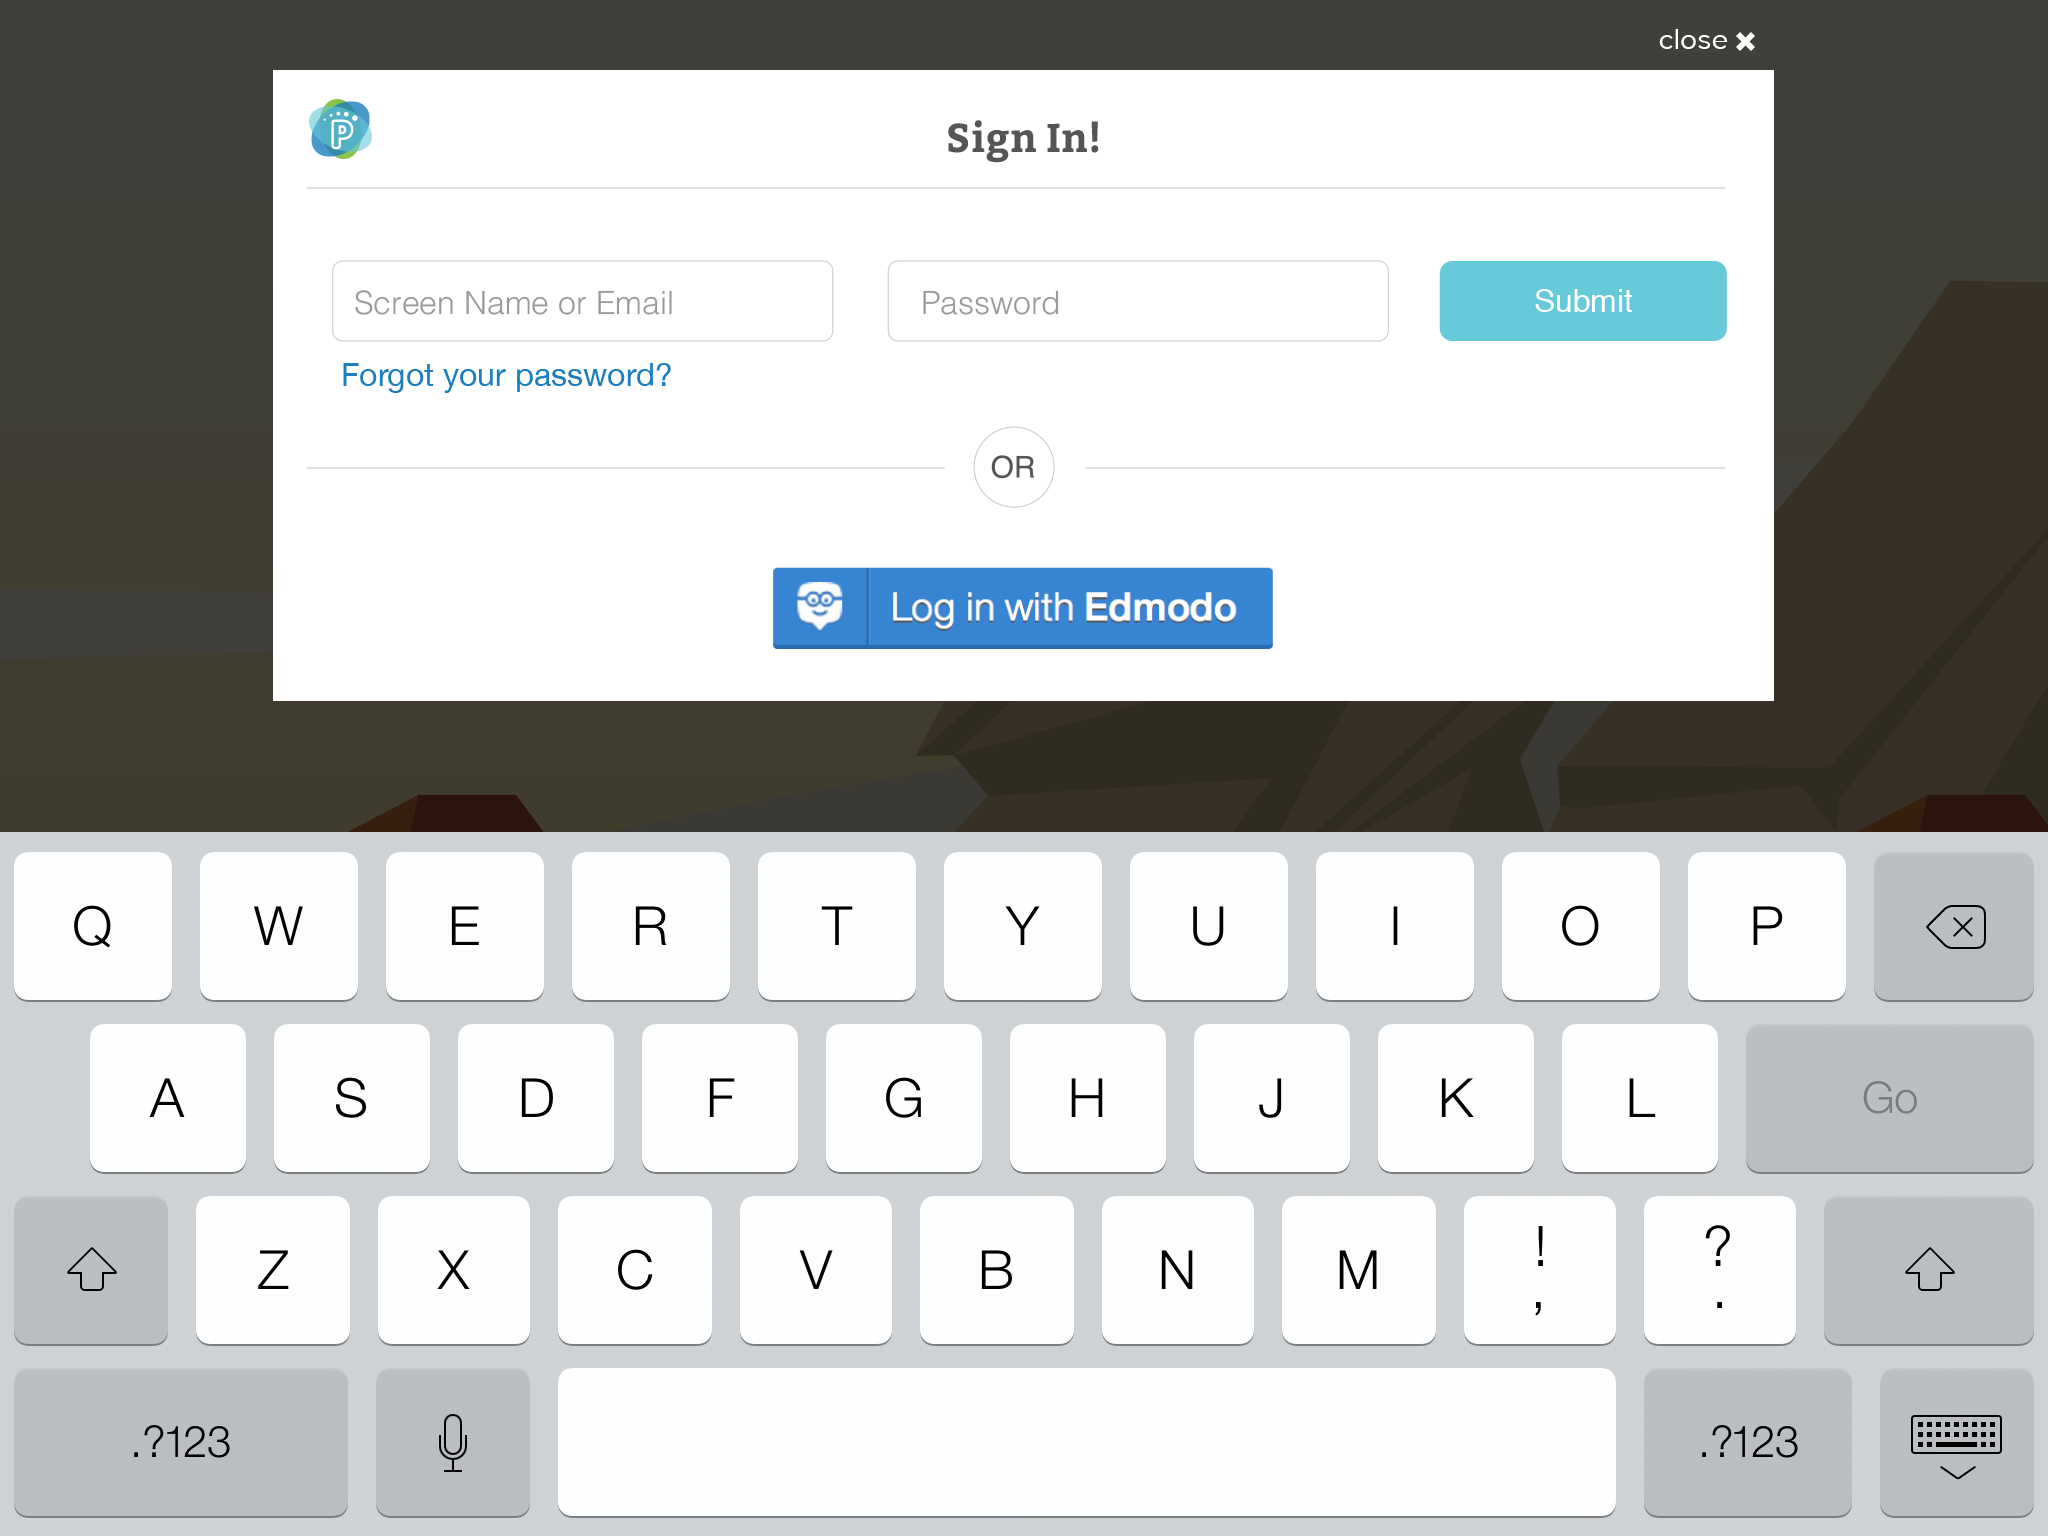 close
P
Sign In!
Screen Name or Email
Password
Submit
Forgot your password?
OR
Log in with Edmodo
Q W E R T Y U I O P
A S D F G H J K L Go
Z X C V B N M ! , ? .
.?123 .?123